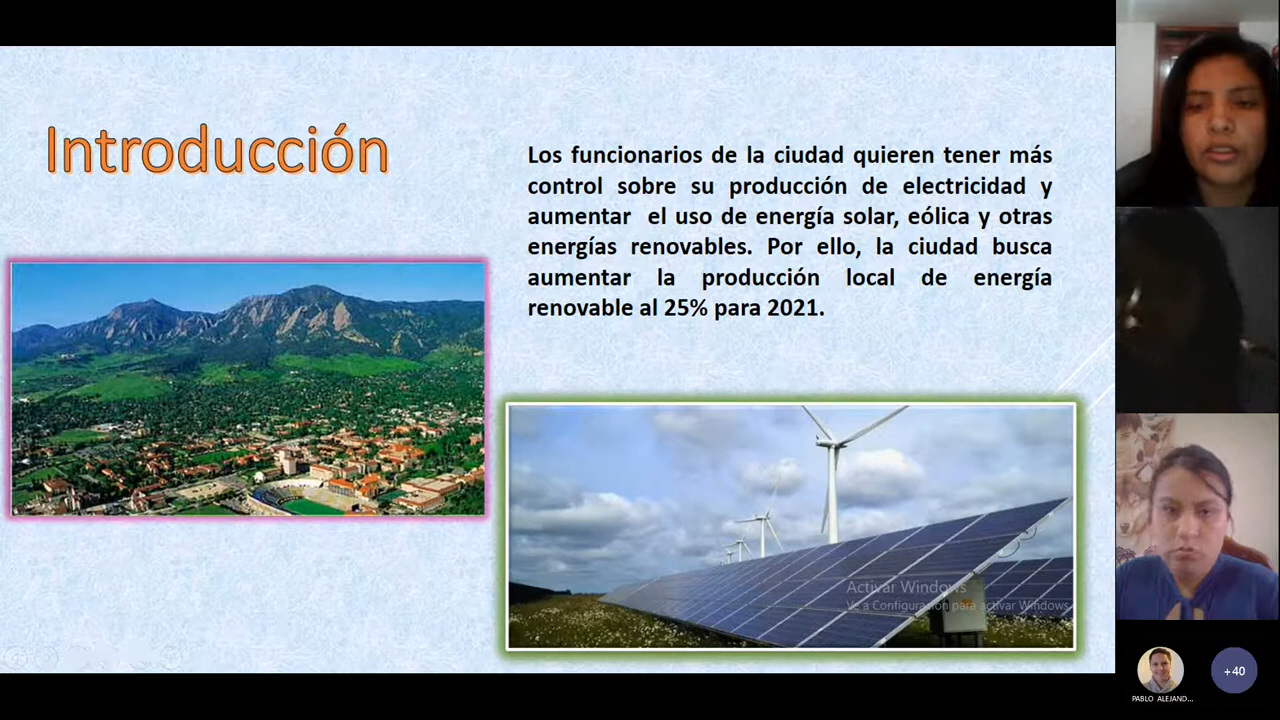 Introducción
Los funcionarios de la ciudad quieren tener más
control sobre su producción de electricidad y
aumentar el uso de energía solar, eólica y otras
energías renovables. Por ello, la ciudad busca
aumentar la producción local de energía
renovable al 25% para 2021.
Activar Windows
Ve a Configuración para activar Windows.
PABLO ALEJAND...
+40